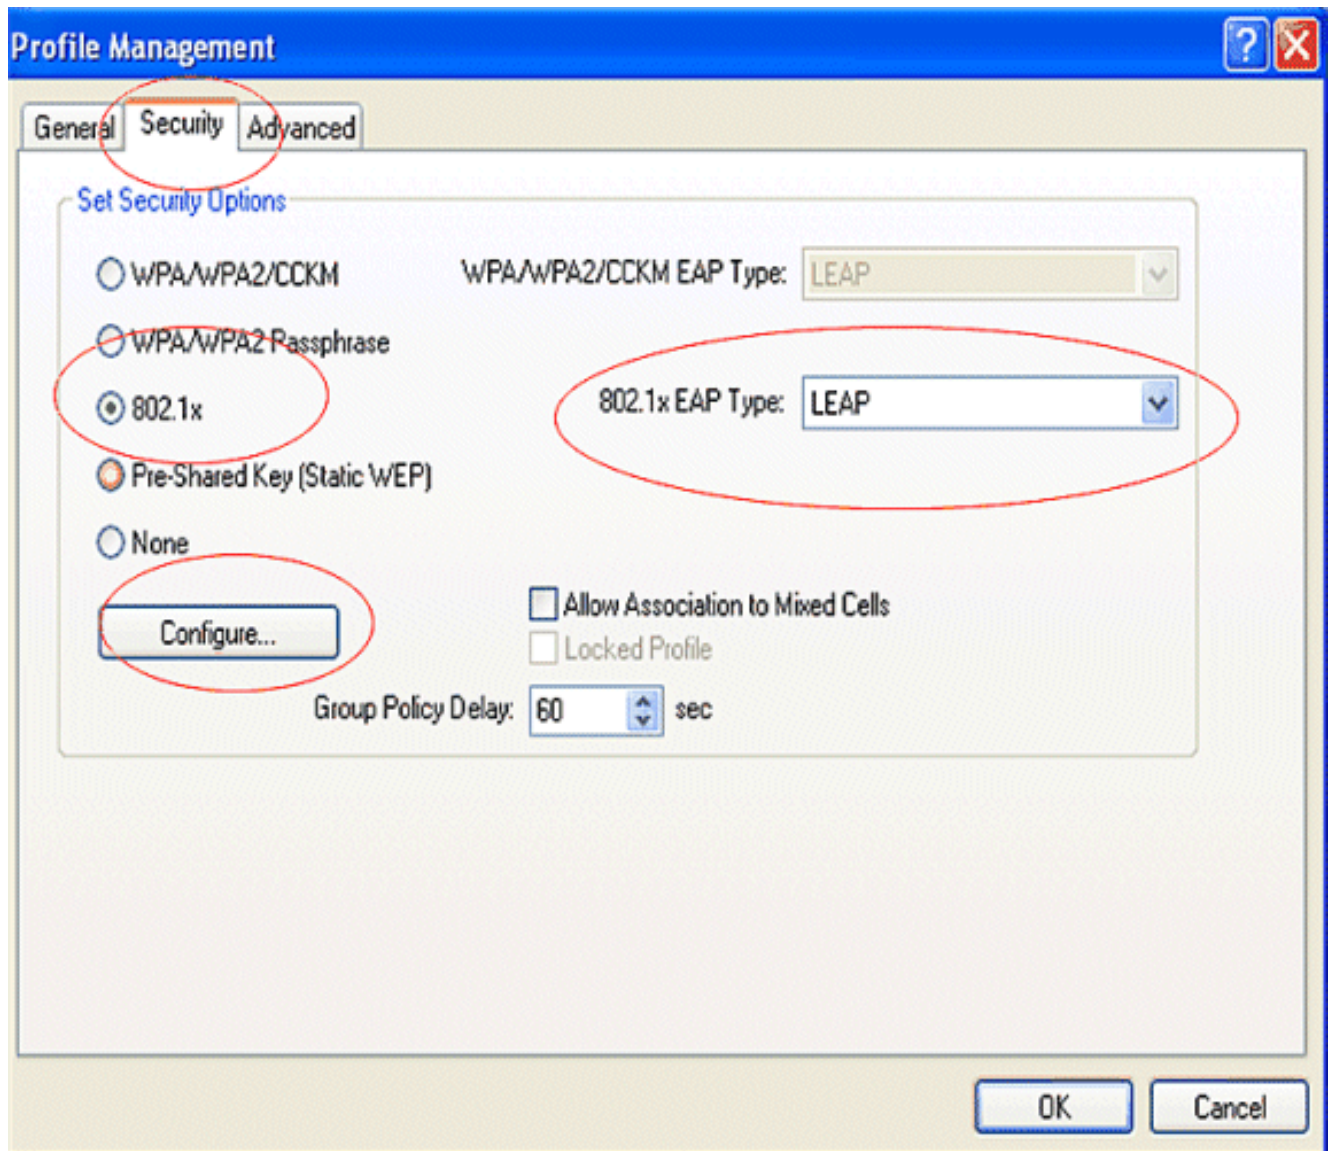 Profile Management
General Security Advanced
Set Security Options
WPA/WPA2/CCKM WPA/WPA2/CCKM EAP Type: LEAP
WPA/WPA2 Passphrase
802.1x 802.1x EAP Type: LEAP
Pre-Shared Key (Static WEP)
None
Allow Association to Mixed Cells
Configure...
Locked Profile
Group Policy Delay: 60 sec
OK Cancel